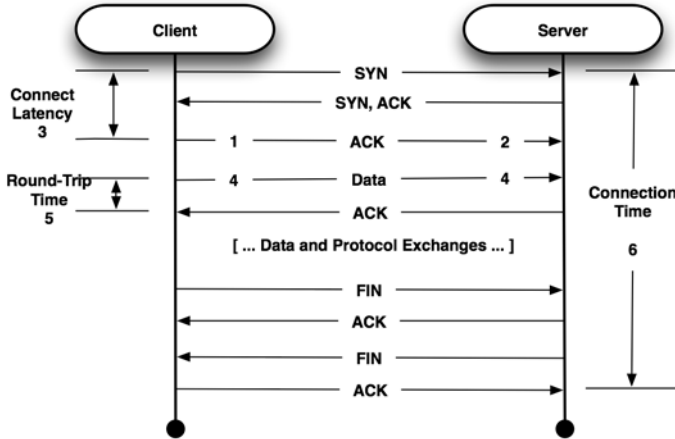 Client
Server
SYN
SYN, ACK
Connect
Latency
3
1 ACK 2
Round-Trip
Time
5
4 Data 4
ACK
Connection
Time
6
[ ... Data and Protocol Exchanges ... ]
FIN
ACK
FIN
ACK